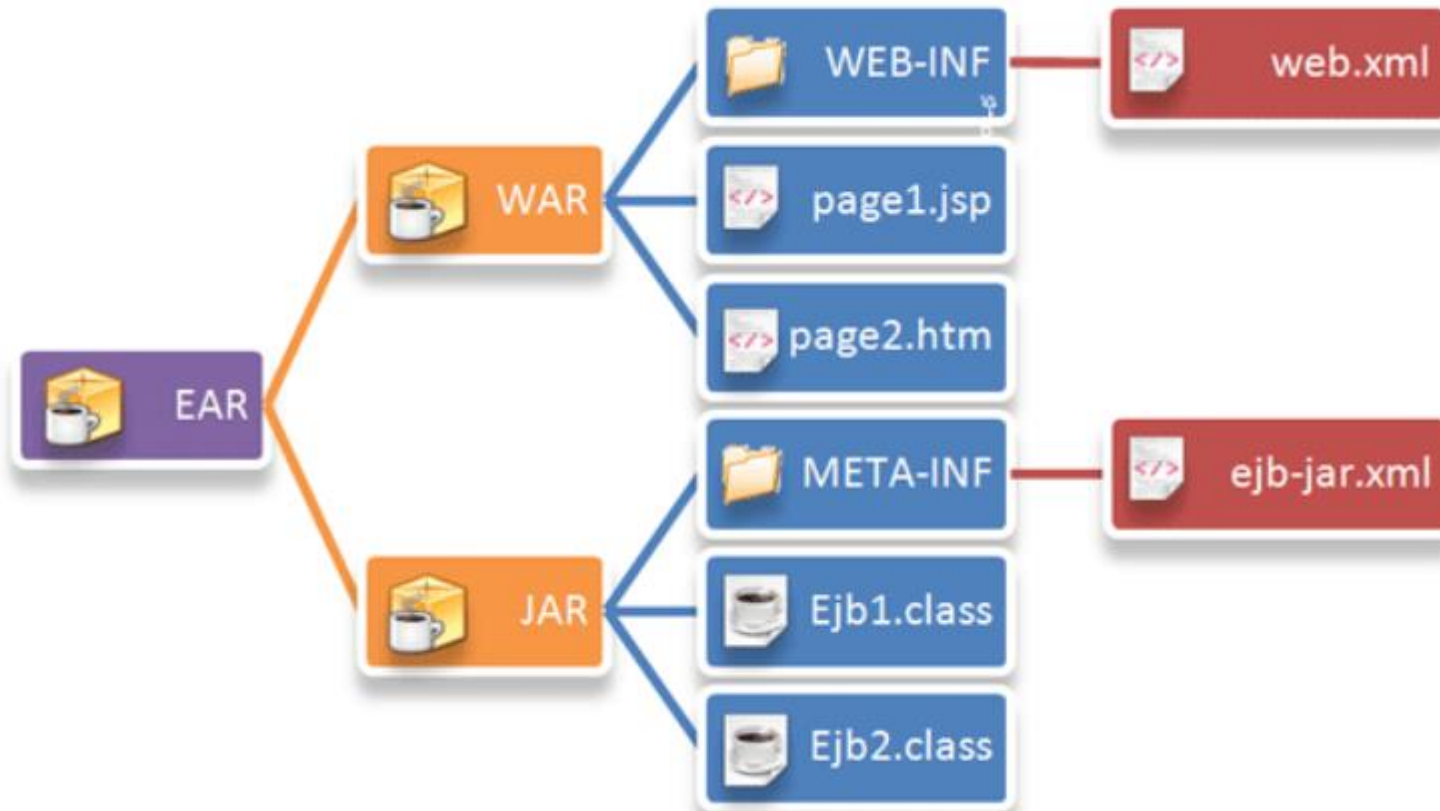 WEB-INF
web.xml
WAR
page1.jsp
page2.htm
EAR
META-INF
ejb-jar.xml
JAR
Ejb1.class
Ejb2.class